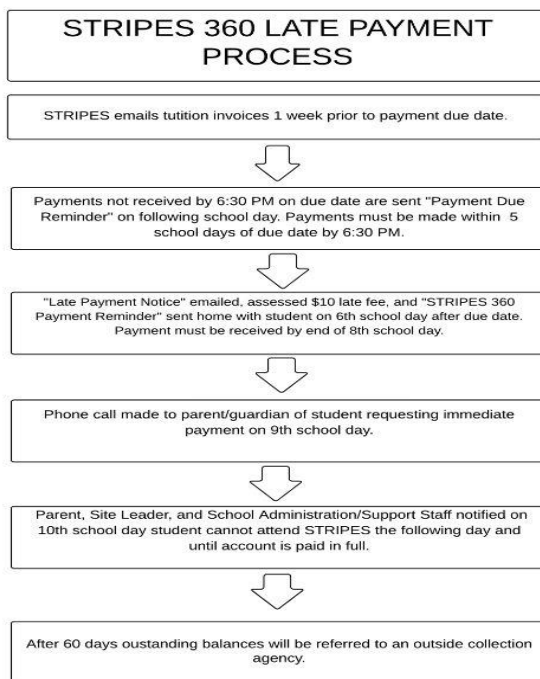 STRIPES 360 LATE PAYMENT
PROCESS
STRIPES emails tutition invoices 1 week prior to payment due date.
Payments not received by 6:30 PM on due date are sent "Payment Due
Reminder" on following school day. Payments must be made within 5
school days of due date by 6:30 PM.
"Late Payment Notice" emailed, assessed $10 late fee, and "STRIPES 360
Payment Reminder" sent home with student on 6th school day after due date.
Payment must be received by end of 8th school day.
Phone call made to parent/guardian of student requesting immediate
payment on 9th school day.
Parent, Site Leader, and School Administration/Support Staff notified on
10th school day student cannot attend STRIPES the following day and
until account is paid in full.
After 60 days oustanding balances will be referred to an outside collection
agency.